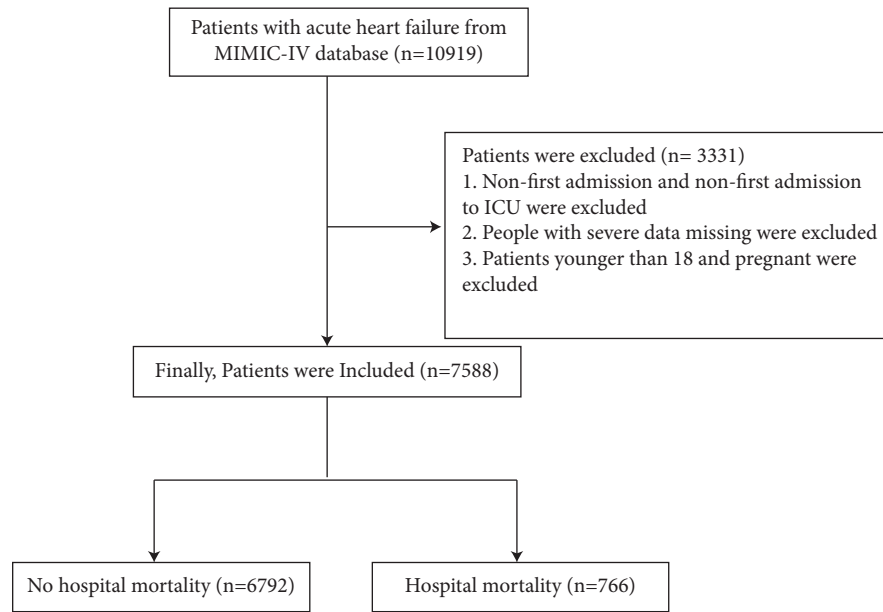 Patients with acute heart failure from
MIMIC-IV database (n=10919)
Patients were excluded (n= 3331)
1. Non-first admission and non-first admission
to ICU were excluded
2. People with severe data missing were excluded
3. Patients younger than 18 and pregnant were
excluded
Finally, Patients were Included (n=7588)
No hospital mortality (n=6792)
Hospital mortality (n=766)